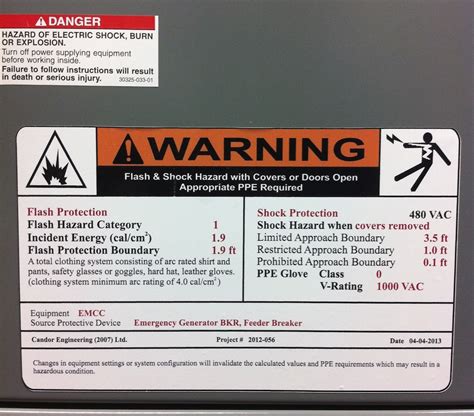 DANGER
HAZARD OF ELECTRIC SHOCK, BURN
OR EXPLOSION.
Turn off power supplying equipment
before working inside.
Failure to follow instructions will result
in death or serious injury. 30325-033-01
WARNING
Flash & Shock Hazard with Covers or Doors Open
Appropriate PPE Required
Flash Protection
Flash Hazard Category 1
Incident Energy (cal/cm²) 1.9
Flash Protection Boundary 1.9 ft
A total clothing system consisting of arc rated shirt and
pants, safety glasses or goggles, hard hat, leather gloves.
(clothing system minimum arc rating of 4.0 cal/cm²)
Shock Protection 480 VAC
Shock Hazard when covers removed
Limited Approach Boundary 3.5 ft
Restricted Approach Boundary 1.0 ft
Prohibited Approach Boundary 0.1 ft
PPE Glove Class 0
V-Rating 1000 VAC
Equipment EMCC
Source Protective Device Emergency Generator BKR, Feeder Breaker
Candor Engineering (2007) Ltd. Project # 2012-056 Date 04-04-2013
Changes in equipment settings or system configuration will invalidate the calculated values and PPE requirements which may result in a
hazardous condition.